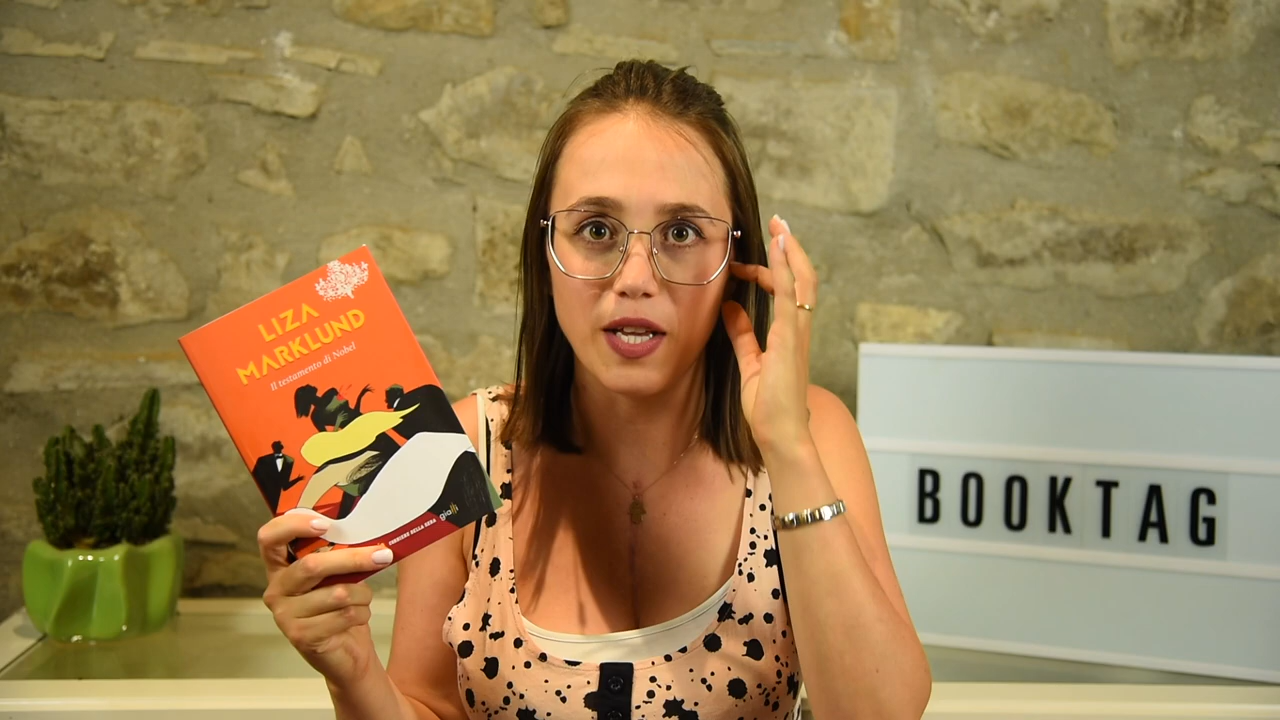 LIZA
MARKLUND
Il testamento di Nobel
CORRIERE DELLA SERA
gialli
BOOKTAG